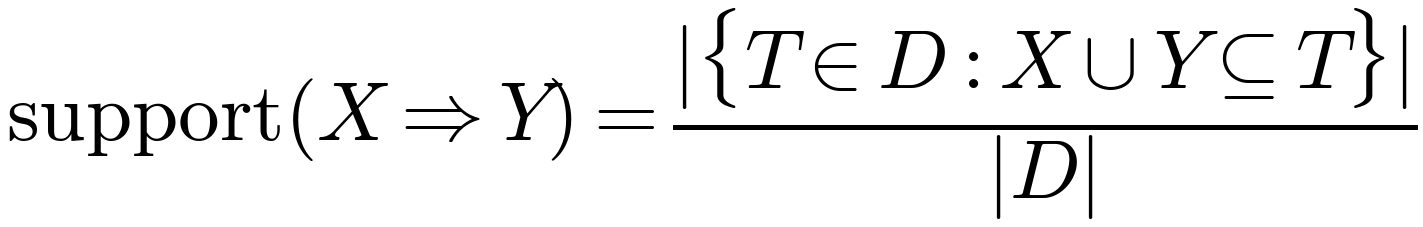 support(X ⇒ Y) = |{T ∈ D : X ∪ Y ⊆ T}|
|D|